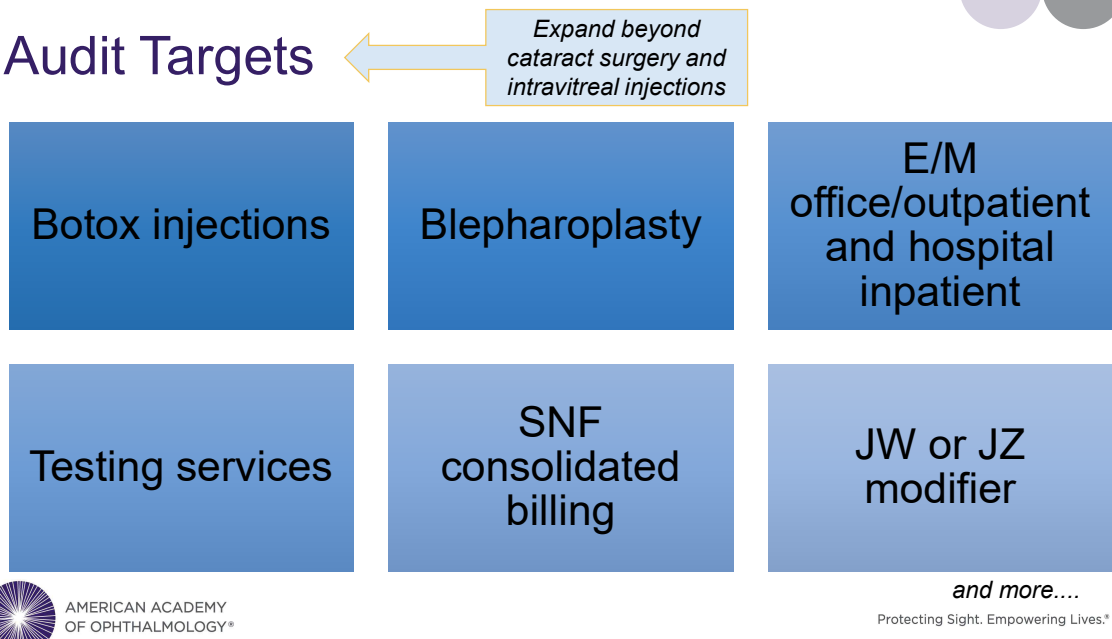 Audit Targets
Expand beyond
cataract surgery and
intravitreal injections
Botox injections
Blepharoplasty
E/M
office/outpatient
and hospital
inpatient
Testing services
SNF
consolidated
billing
JW or JZ
modifier
and more....
AMERICAN ACADEMY
OF OPHTHALMOLOGY®
Protecting Sight. Empowering Lives.®